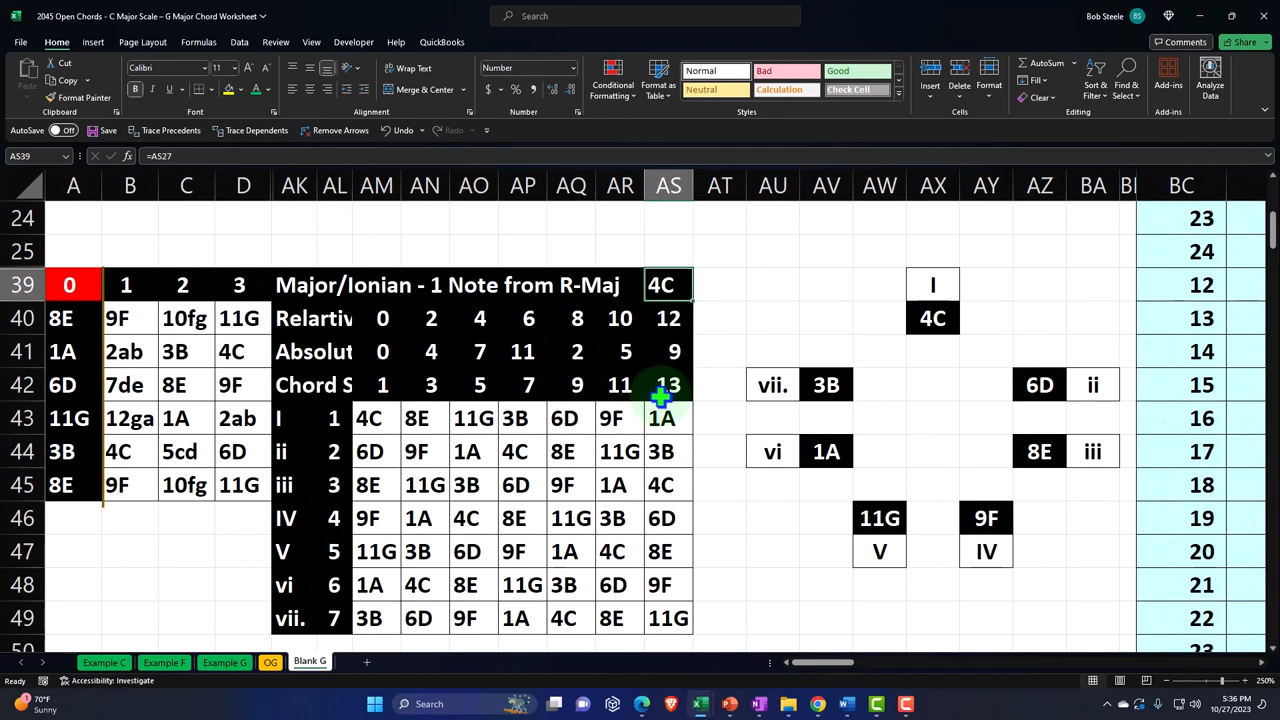 2045 Open Chords - C Major Scale – G Major Chord Worksheet
Search
Bob Steele BS
File Home Insert Page Layout Formulas Data Review View Developer Help QuickBooks Comments Share
Cut
Copy
Format Painter
Paste
Clipboard
Calibri 11
Font
Wrap Text
Merge & Center
Alignment
Number
Number
Conditional Formatting
Format as Table
Normal Bad Good
Neutral Calculation Check Cell
Styles
Insert Delete Format
Cells
AutoSum
Fill
Clear
Sort & Filter
Find & Select
Editing
Add-ins
Add-ins
Analyze Data
AutoSave Off Save Trace Precedents Trace Dependents Remove Arrows Undo Redo
AS39 fx =AS27
A B C D AK AL AM AN AO AP AQ AR AS AT AU AV AW AX AY AZ BA BB BC
24 23
25 24
39 0 1 2 3 Major/Ionian - 1 Note from R-Maj 4C I 12
40 8E 9F 10fg 11G Relartiv 0 2 4 6 8 10 12 4C 13
41 1A 2ab 3B 4C Absolut 0 4 7 11 2 5 9 14
42 6D 7de 8E 9F Chord S 1 3 5 7 9 11 13 vii. 3B 6D ii 15
43 11G 12ga 1A 2ab I 1 4C 8E 11G 3B 6D 9F 1A 16
44 3B 4C 5cd 6D ii 2 6D 9F 1A 4C 8E 11G 3B vi 1A 8E iii 17
45 8E 9F 10fg 11G iii 3 8E 11G 3B 6D 9F 1A 4C 18
46 IV 4 9F 1A 4C 8E 11G 3B 6D 11G 9F 19
47 V 5 11G 3B 6D 9F 1A 4C 8E V IV 20
48 vi 6 1A 4C 8E 11G 3B 6D 9F 21
49 vii. 7 3B 6D 9F 1A 4C 8E 11G 22
50 23
Example C Example F Example G OG Blank G
Ready Accessibility: Investigate 250%
70°F
Sunny
Search
5:36 PM
10/27/2023